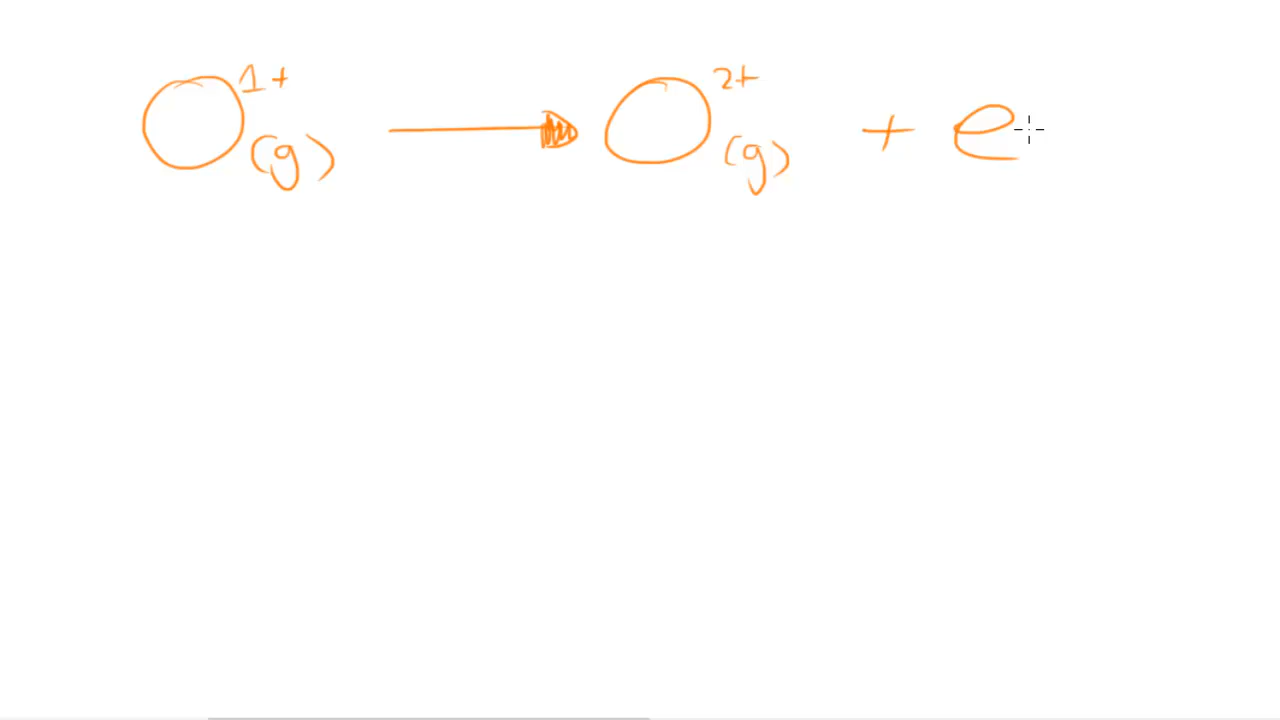 O¹⁺(g) → O²⁺(g) + e